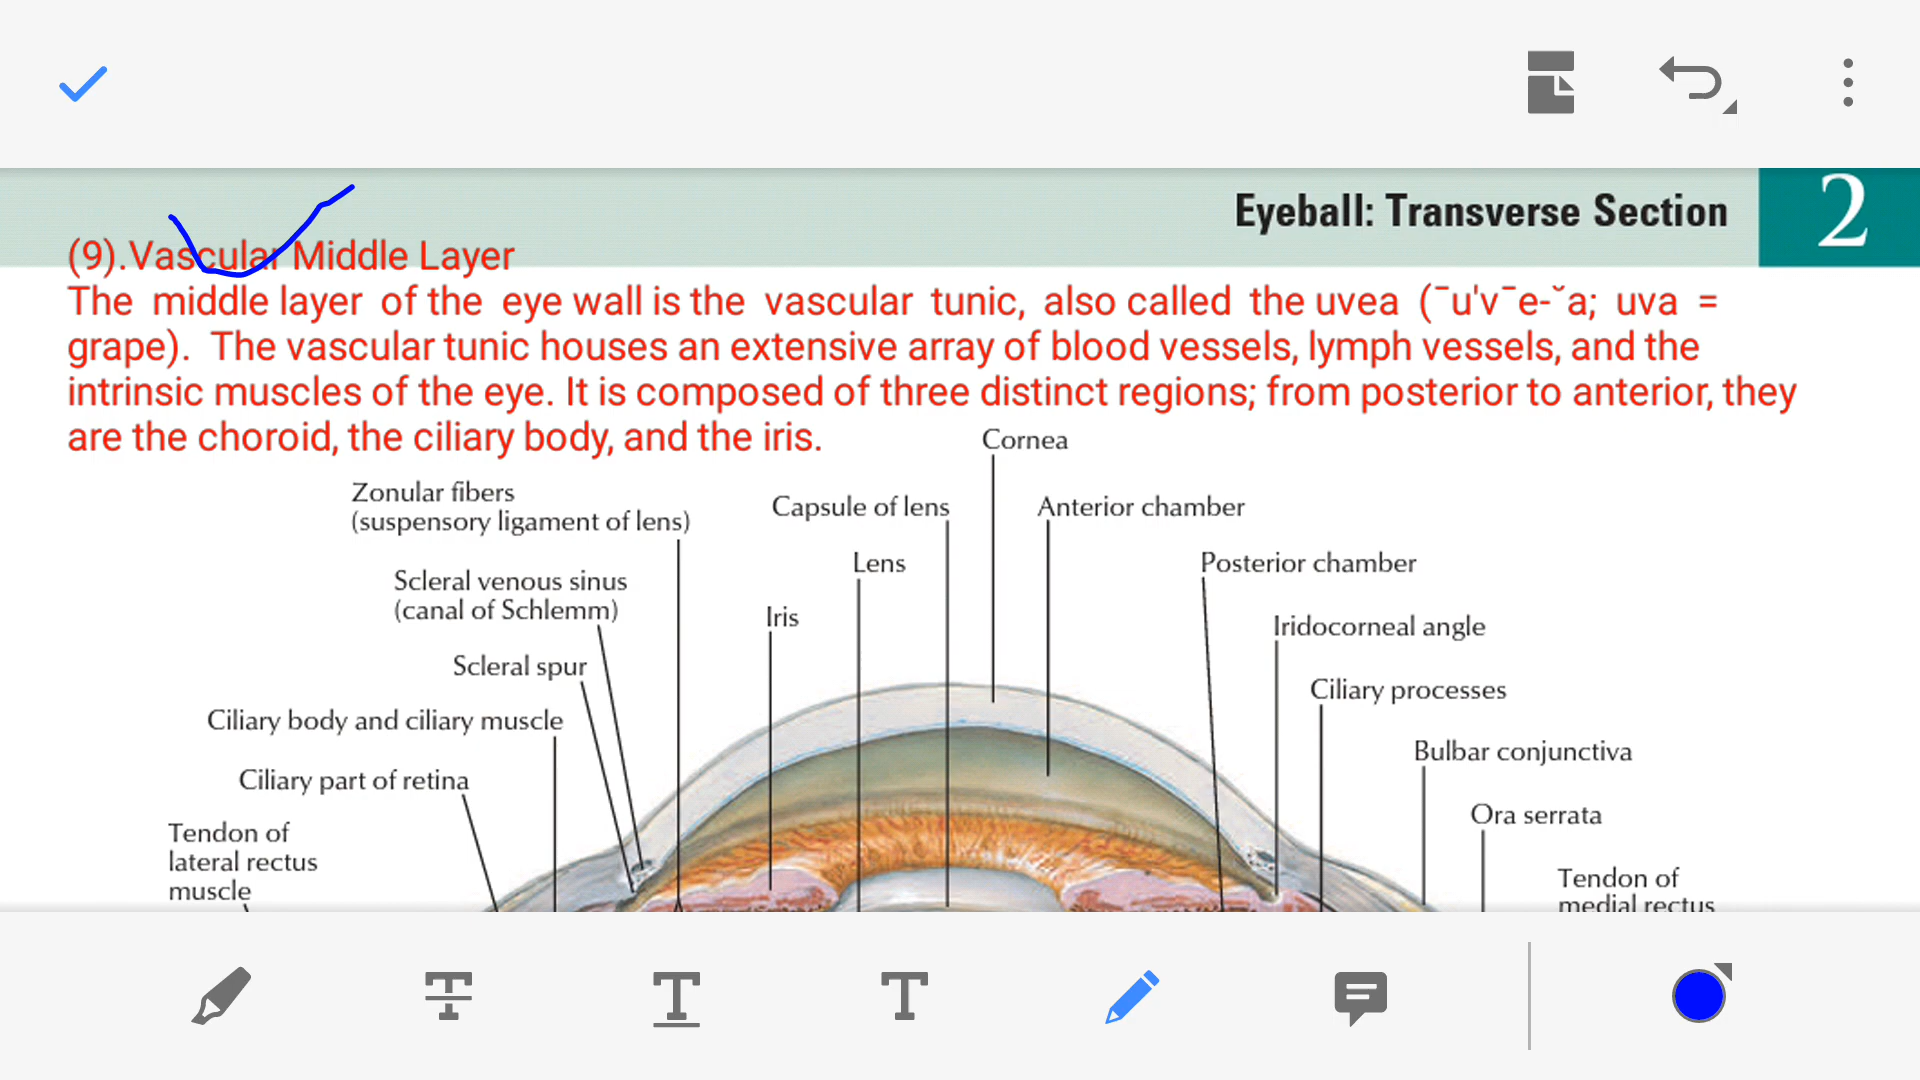 Eyeball: Transverse Section 2
(9).Vascular Middle Layer
The middle layer of the eye wall is the vascular tunic, also called the uvea (¯u'v¯e-˘a; uva =
grape). The vascular tunic houses an extensive array of blood vessels, lymph vessels, and the
intrinsic muscles of the eye. It is composed of three distinct regions; from posterior to anterior, they
are the choroid, the ciliary body, and the iris.
Cornea
Zonular fibers
(suspensory ligament of lens)
Capsule of lens
Anterior chamber
Lens
Posterior chamber
Scleral venous sinus
(canal of Schlemm)
Iris
Iridocorneal angle
Scleral spur
Ciliary processes
Ciliary body and ciliary muscle
Bulbar conjunctiva
Ciliary part of retina
Ora serrata
Tendon of
lateral rectus
muscle
Tendon of
medial rectus